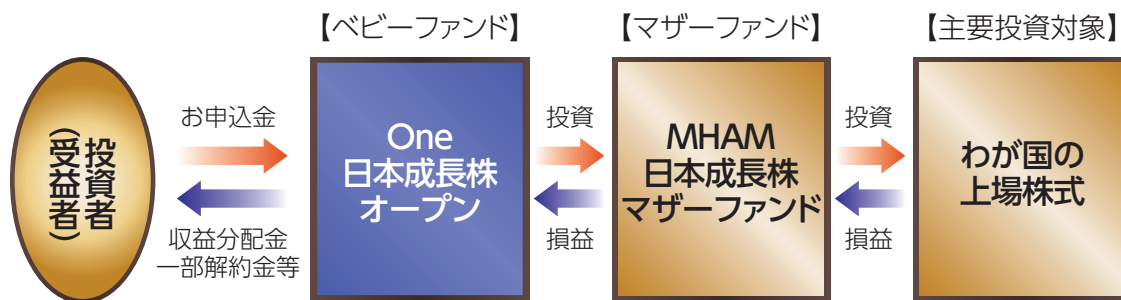 【ベビーファンド】
【マザーファンド】
【主要投資対象】
投資者
(受益者)
お申込金
収益分配金
一部解約金等
One
日本成長株
オープン
投資
損益
MHAM
日本成長株
マザーファンド
投資
損益
わが国の
上場株式